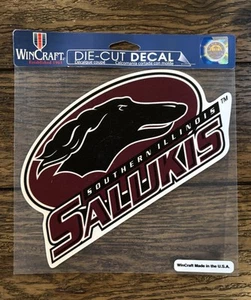 WINCRAFT
DIE-CUT DECAL
TM
SOUTHERN ILLINOIS
SALUKIS
WinCraft Made in the U.S.A.